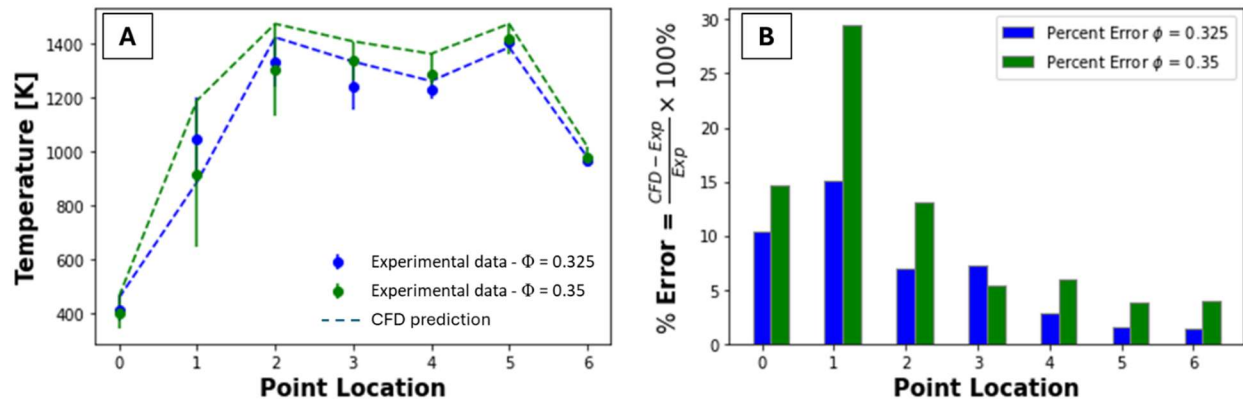 A
Temperature [K]
1400
1200
1000
800
600
400
Experimental data - Φ = 0.325
Experimental data - Φ = 0.35
CFD prediction
0 1 2 3 4 5 6
Point Location
B
% Error = CFD−Exp / Exp × 100%
30
25
20
15
10
5
0
Percent Error ϕ = 0.325
Percent Error ϕ = 0.35
0 1 2 3 4 5 6
Point Location